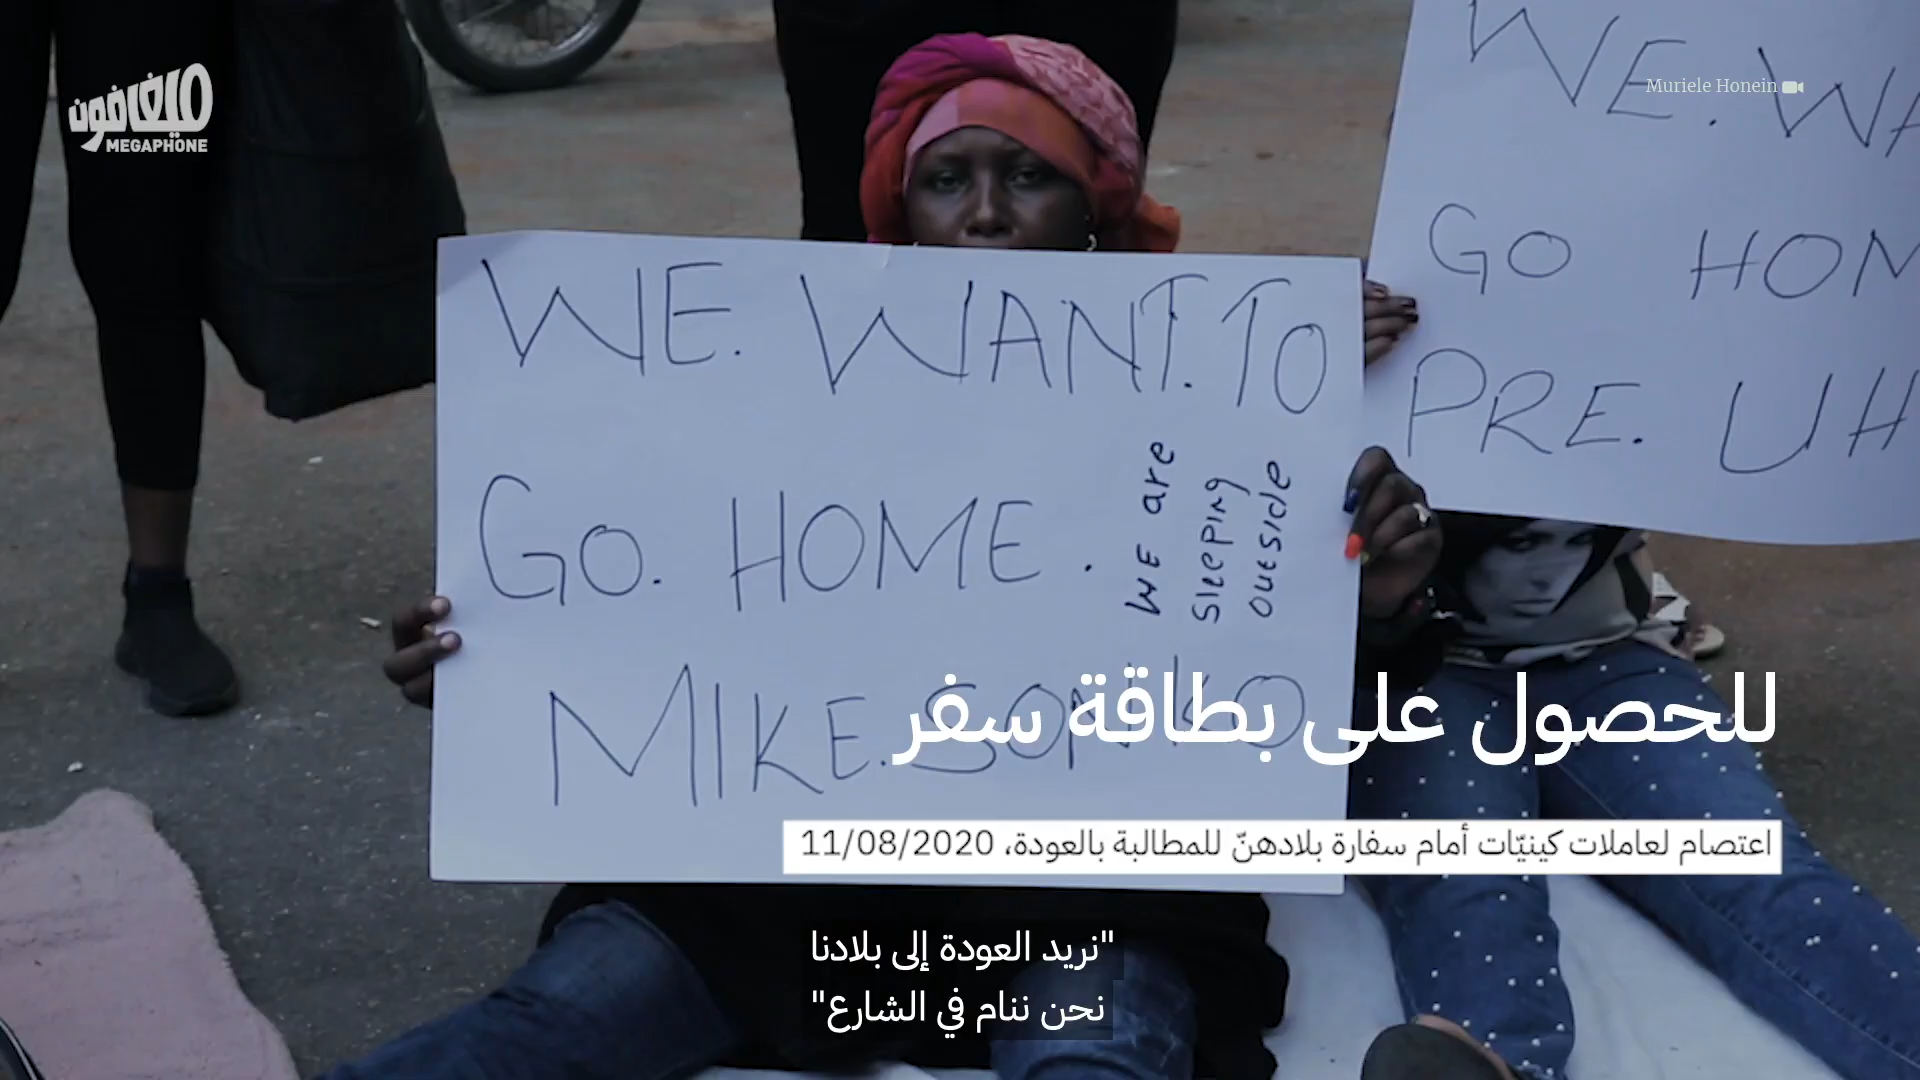 ميغافون
MEGAPHONE
Muriele Honein
WE. WANT. TO
GO. HOME.
MIKE. SONKO
WE are
sleeping
outside
WE. WA
GO HOM
PRE. UH
للحصول على بطاقة سفر
اعتصام لعاملات كينيّات أمام سفارة بلادهنّ للمطالبة بالعودة، 11/08/2020
"نريد العودة إلى بلادنا
نحن ننام في الشارع"